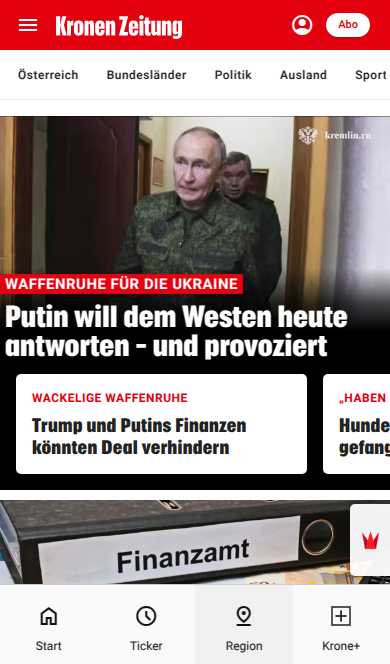 Kronen Zeitung
Abo
Österreich Bundesländer Politik Ausland Sport
kremlin.ru
WAFFENRUHE FÜR DIE UKRAINE
Putin will dem Westen heute
antworten – und provoziert
WACKELIGE WAFFENRUHE
Trump und Putins Finanzen
könnten Deal verhindern
„HABEN
Hunde
gefang
Finanzamt
Start Ticker Region Krone+